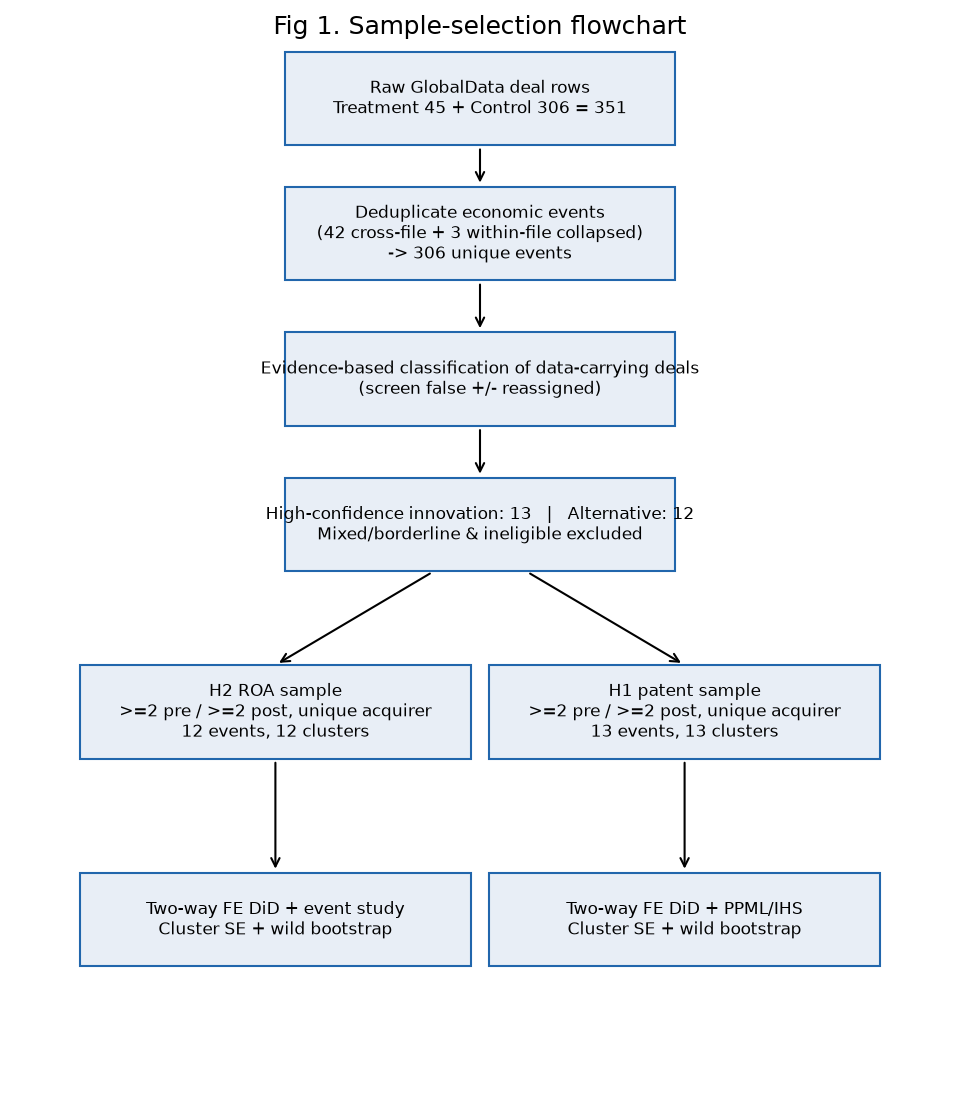 Fig 1. Sample-selection flowchart
Raw GlobalData deal rows
Treatment 45 + Control 306 = 351
Deduplicate economic events
(42 cross-file + 3 within-file collapsed)
-> 306 unique events
Evidence-based classification of data-carrying deals
(screen false +/- reassigned)
High-confidence innovation: 13   |   Alternative: 12
Mixed/borderline & ineligible excluded
H2 ROA sample
>=2 pre / >=2 post, unique acquirer
12 events, 12 clusters
H1 patent sample
>=2 pre / >=2 post, unique acquirer
13 events, 13 clusters
Two-way FE DiD + event study
Cluster SE + wild bootstrap
Two-way FE DiD + PPML/IHS
Cluster SE + wild bootstrap